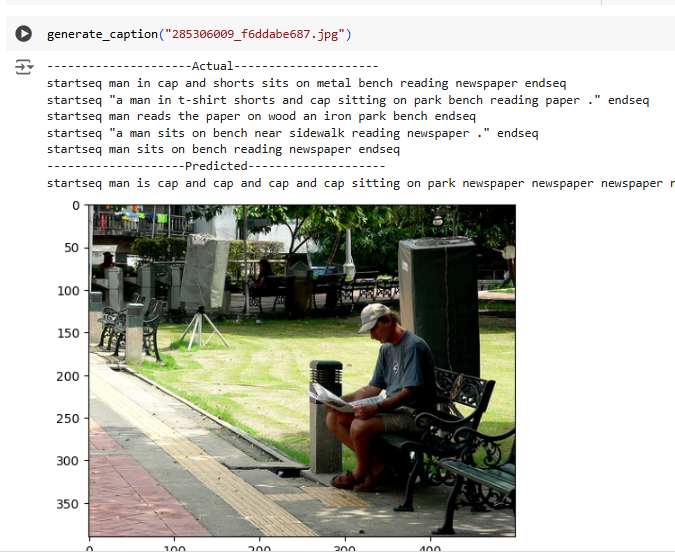 generate_caption("285306009_f6ddabe687.jpg")
---------------------Actual---------------------
startseq man in cap and shorts sits on metal bench reading newspaper endseq
startseq "a man in t-shirt shorts and cap sitting on park bench reading paper ." endseq
startseq man reads the paper on wood an iron park bench endseq
startseq "a man sits on bench near sidewalk reading newspaper ." endseq
startseq man sits on bench reading newspaper endseq
--------------------Predicted--------------------
startseq man is cap and cap and cap and cap sitting on park newspaper newspaper newspaper
0
50
100
150
200
250
300
350
0 100 200 300 400